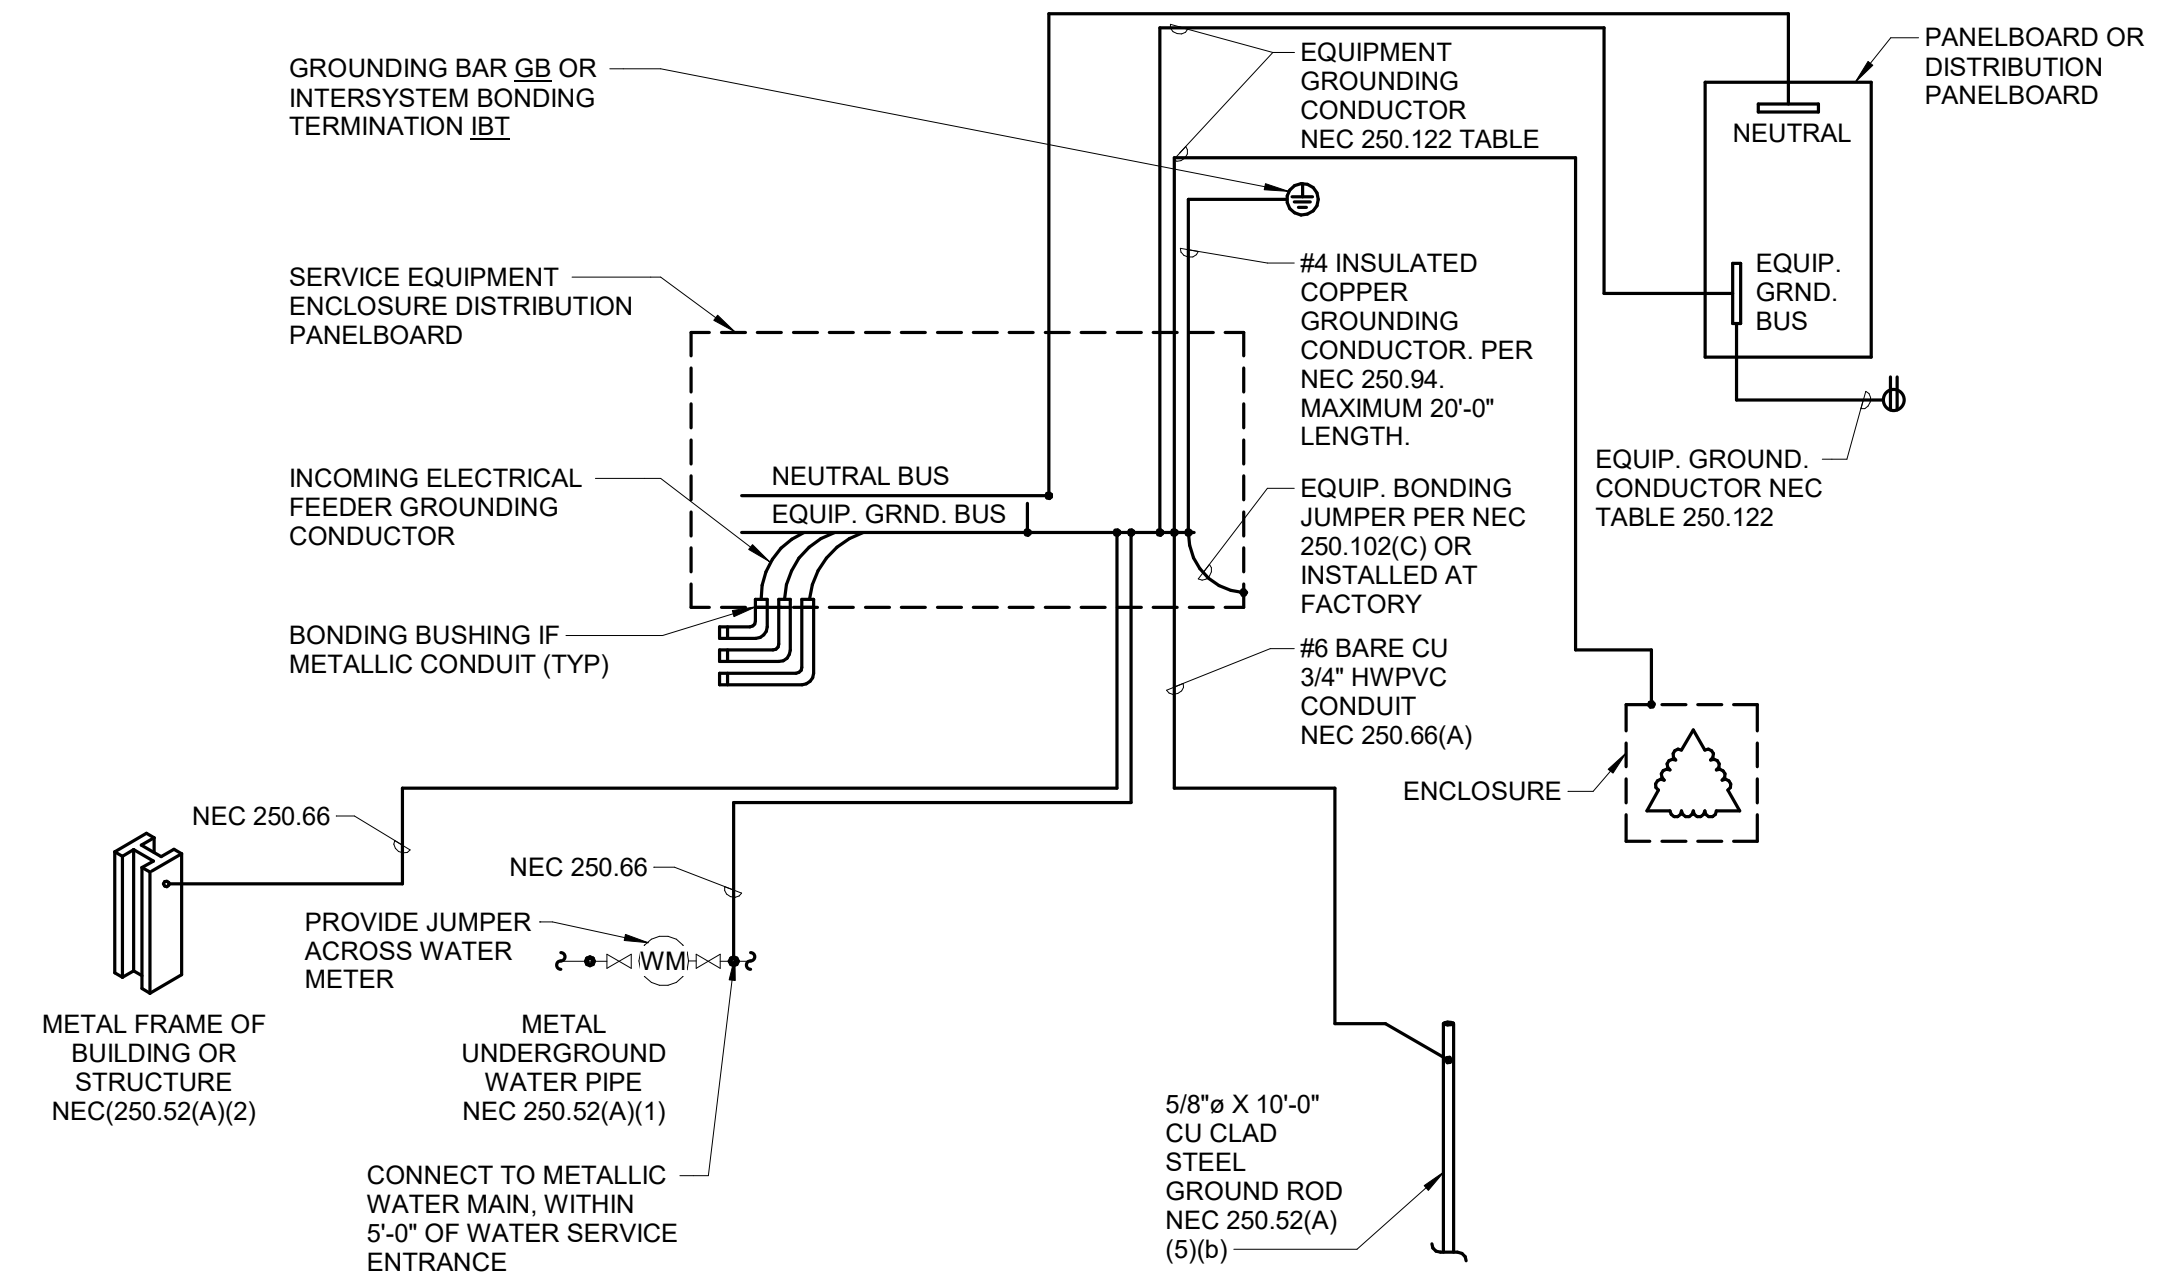 GROUNDING BAR GB OR
INTERSYSTEM BONDING
TERMINATION IBT
EQUIPMENT
GROUNDING
CONDUCTOR
NEC 250.122 TABLE
PANELBOARD OR
DISTRIBUTION
PANELBOARD
NEUTRAL
EQUIP.
GRND.
BUS
SERVICE EQUIPMENT
ENCLOSURE DISTRIBUTION
PANELBOARD
#4 INSULATED
COPPER
GROUNDING
CONDUCTOR. PER
NEC 250.94.
MAXIMUM 20'-0"
LENGTH.
EQUIP. GROUND.
CONDUCTOR NEC
TABLE 250.122
INCOMING ELECTRICAL
FEEDER GROUNDING
CONDUCTOR
NEUTRAL BUS
EQUIP. GRND. BUS
EQUIP. BONDING
JUMPER PER NEC
250.102(C) OR
INSTALLED AT
FACTORY
BONDING BUSHING IF
METALLIC CONDUIT (TYP)
#6 BARE CU
3/4" HWPVC
CONDUIT
NEC 250.66(A)
ENCLOSURE
NEC 250.66
NEC 250.66
PROVIDE JUMPER
ACROSS WATER
METER
WM
METAL FRAME OF
BUILDING OR
STRUCTURE
NEC(250.52(A)(2)
METAL
UNDERGROUND
WATER PIPE
NEC 250.52(A)(1)
CONNECT TO METALLIC
WATER MAIN, WITHIN
5'-0" OF WATER SERVICE
ENTRANCE
5/8"ø X 10'-0"
CU CLAD
STEEL
GROUND ROD
NEC 250.52(A)
(5)(b)